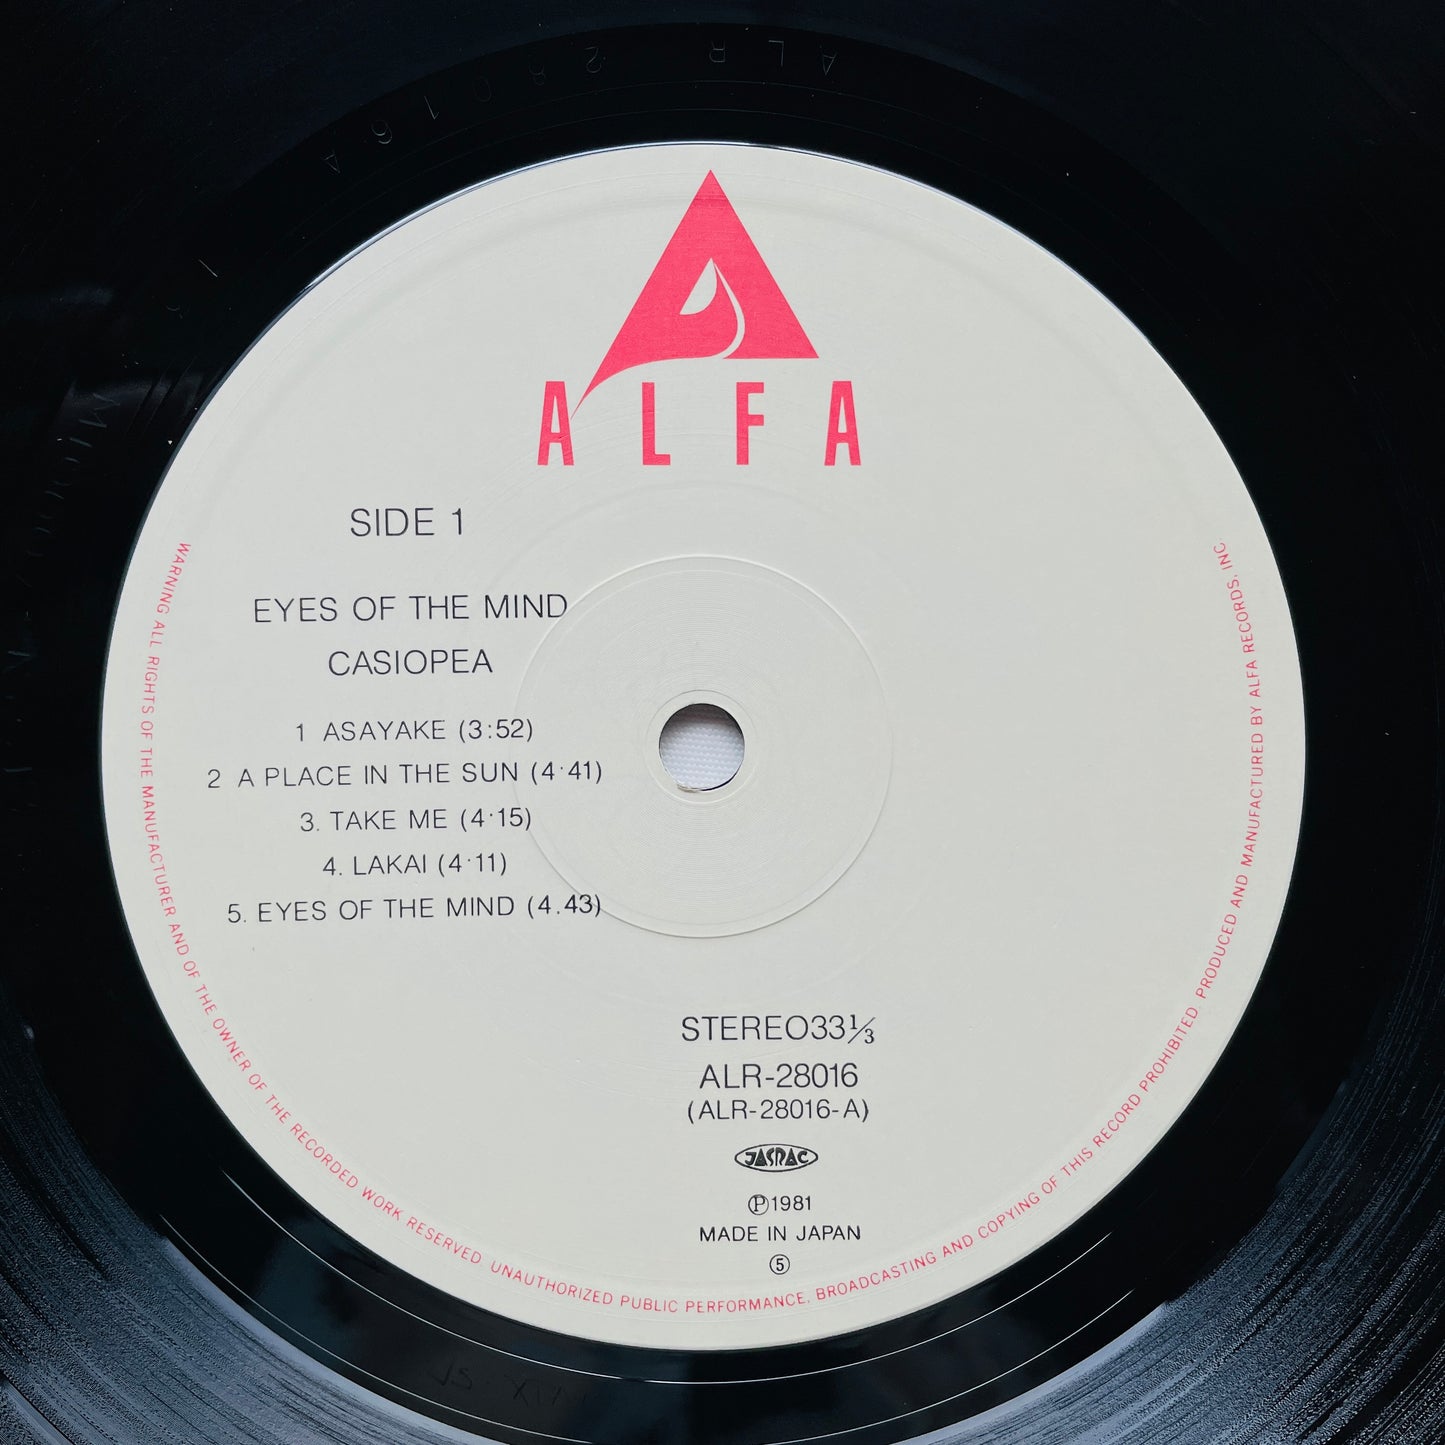 ALR 28016A
ALFA
SIDE 1
EYES OF THE MIND
CASIOPEA
1 ASAYAKE (3:52)
2 A PLACE IN THE SUN (4·41)
3. TAKE ME (4·15)
4. LAKAI (4·11)
5. EYES OF THE MIND (4.43)
STEREO33⅓
ALR-28016
(ALR-28016-A)
JASRAC
Ⓟ1981
MADE IN JAPAN
⑤
WARNING ALL RIGHTS OF THE MANUFACTURER AND OF THE OWNER OF THE RECORDED WORK RESERVED. UNAUTHORIZED PUBLIC PERFORMANCE, BROADCASTING AND COPYING OF THIS RECORD PROHIBITED. PRODUCED AND MANUFACTURED BY ALFA RECORDS, INC.